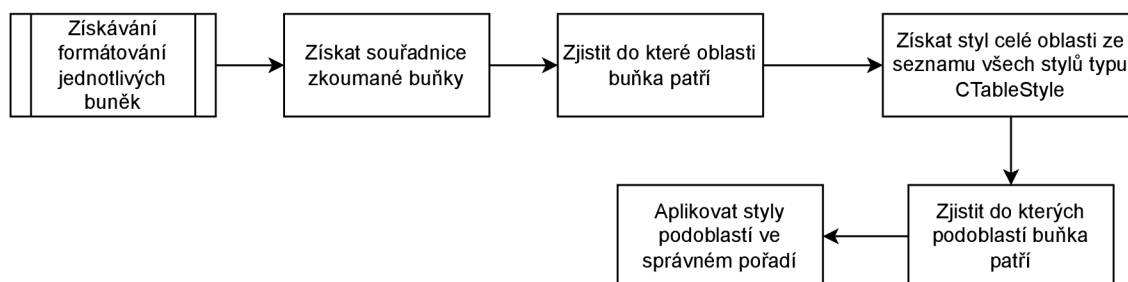 Získávání
formátování
jednotlivých
buněk
Získat souřadnice
zkoumané buňky
Zjistit do které oblasti
buňka patří
Získat styl celé oblasti ze
seznamu všech stylů typu
CTableStyle
Zjistit do kterých
podoblastí buňka
patří
Aplikovat styly
podoblastí ve
správném pořadí